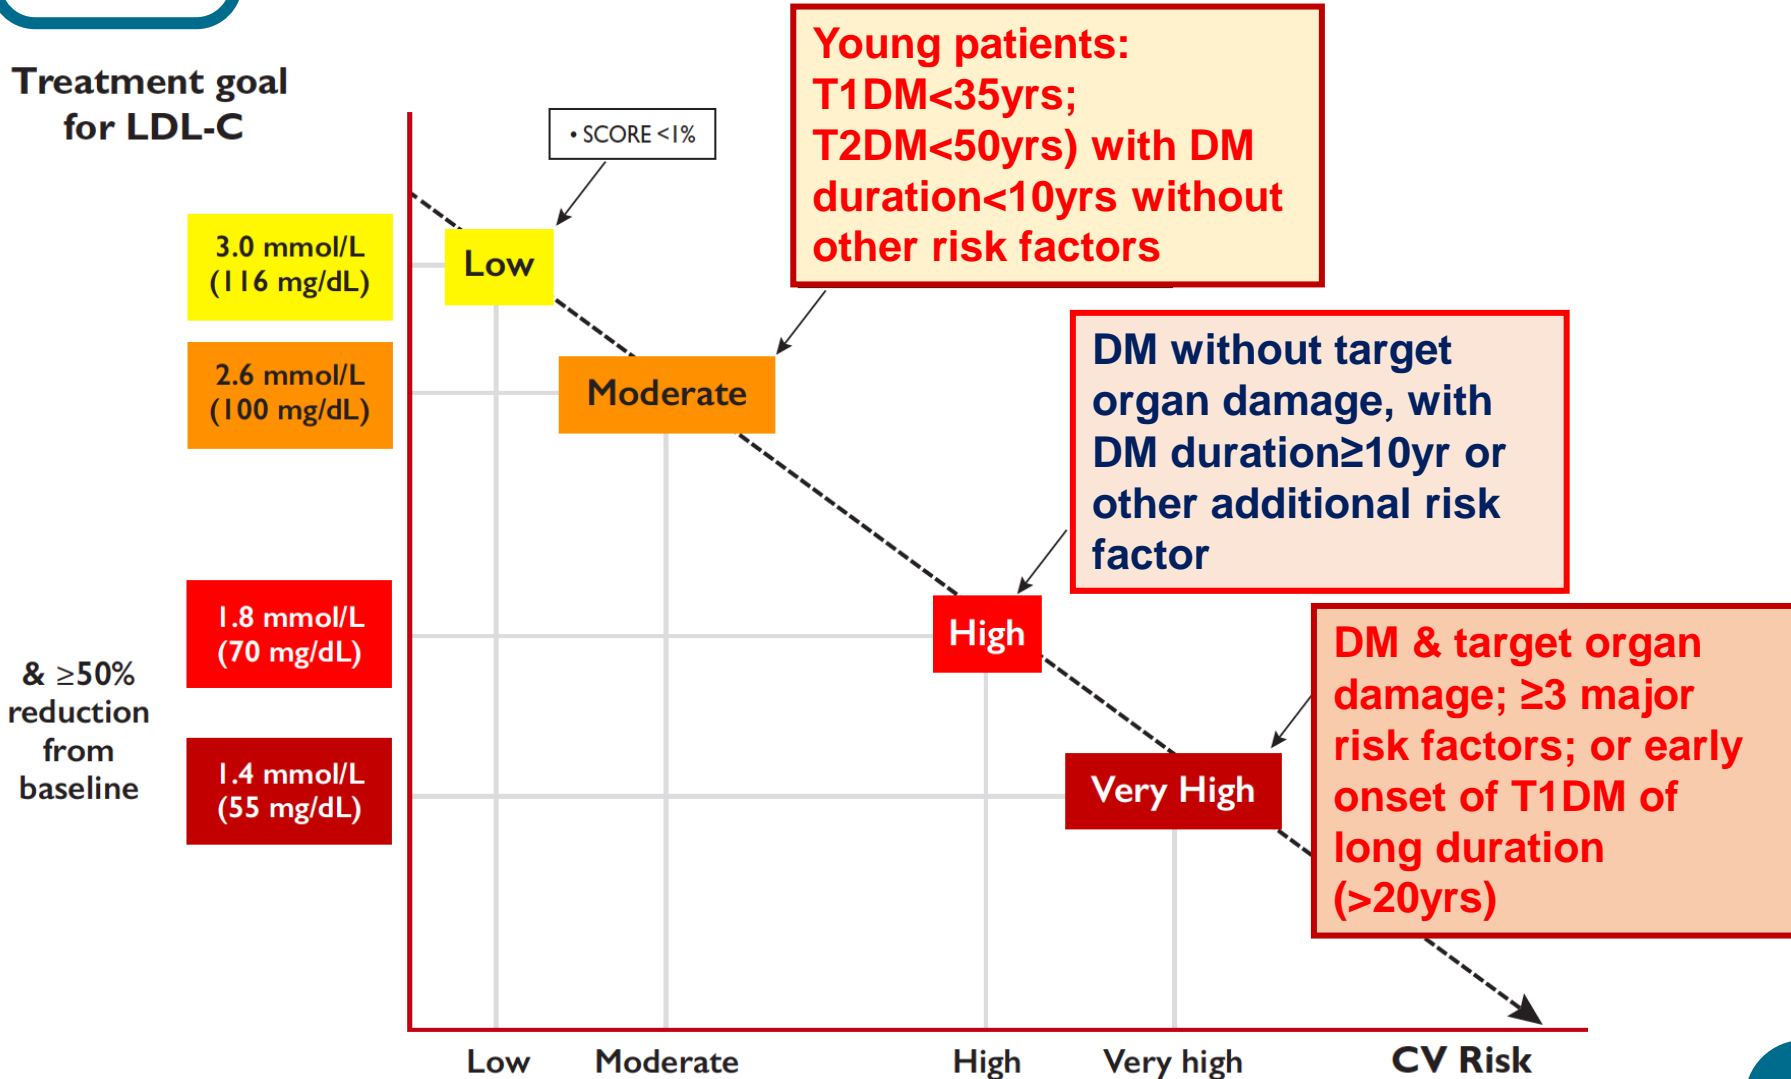 Treatment goal
for LDL-C
• SCORE <1%
Young patients:
T1DM<35yrs;
T2DM<50yrs) with DM
duration<10yrs without
other risk factors
3.0 mmol/L
(116 mg/dL)
Low
2.6 mmol/L
(100 mg/dL)
Moderate
DM without target
organ damage, with
DM duration≥10yr or
other additional risk
factor
1.8 mmol/L
(70 mg/dL)
High
& ≥50%
reduction
from
baseline
1.4 mmol/L
(55 mg/dL)
Very High
DM & target organ
damage; ≥3 major
risk factors; or early
onset of T1DM of
long duration
(>20yrs)
Low
Moderate
High
Very high
CV Risk